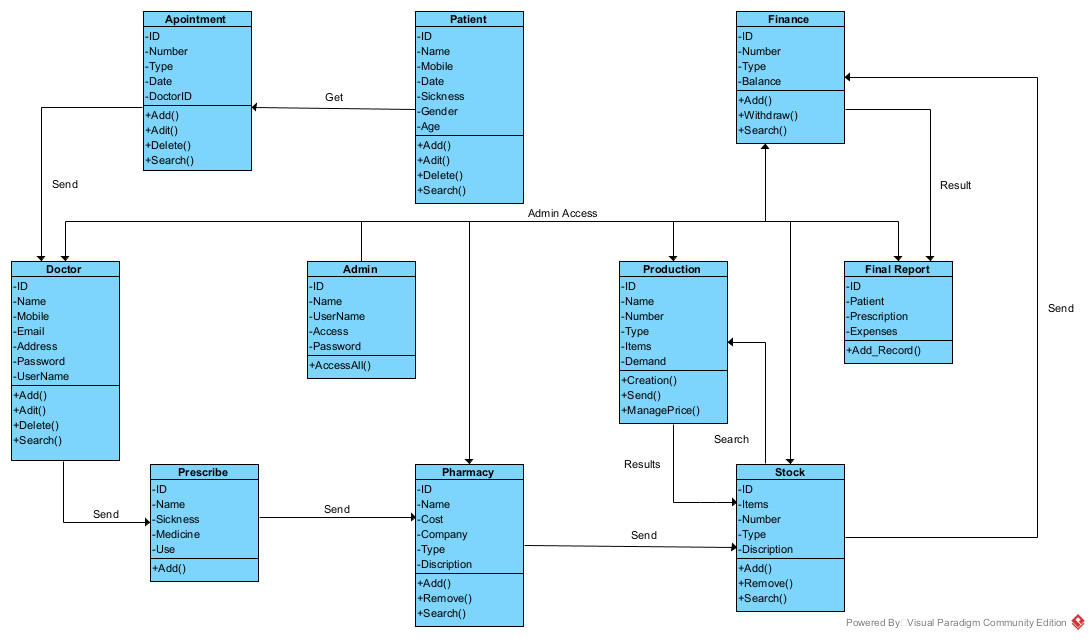 Apointment
-ID
-Number
-Type
-Date
-DoctorID
+Add()
+Adit()
+Delete()
+Search()
Get
Patient
-ID
-Name
-Mobile
-Date
-Sickness
-Gender
-Age
+Add()
+Adit()
+Delete()
+Search()
Finance
-ID
-Number
-Type
-Balance
+Add()
+Withdraw()
+Search()
Send
Result
Admin Access
Doctor
-ID
-Name
-Mobile
-Email
-Address
-Password
-UserName
+Add()
+Adit()
+Delete()
+Search()
Admin
-ID
-Name
-UserName
-Access
-Password
+AccessAll()
Production
-ID
-Name
-Number
-Type
-Items
-Demand
+Creation()
+Send()
+ManagePrice()
Final Report
-ID
-Patient
-Prescription
-Expenses
+Add_Record()
Send
Search
Results
Send
Prescribe
-ID
-Name
-Sickness
-Medicine
-Use
+Add()
Send
Pharmacy
-ID
-Name
-Cost
-Company
-Type
-Discription
+Add()
+Remove()
+Search()
Send
Stock
-ID
-Items
-Number
-Type
-Discription
+Add()
+Remove()
+Search()
Powered By Visual Paradigm Community Edition